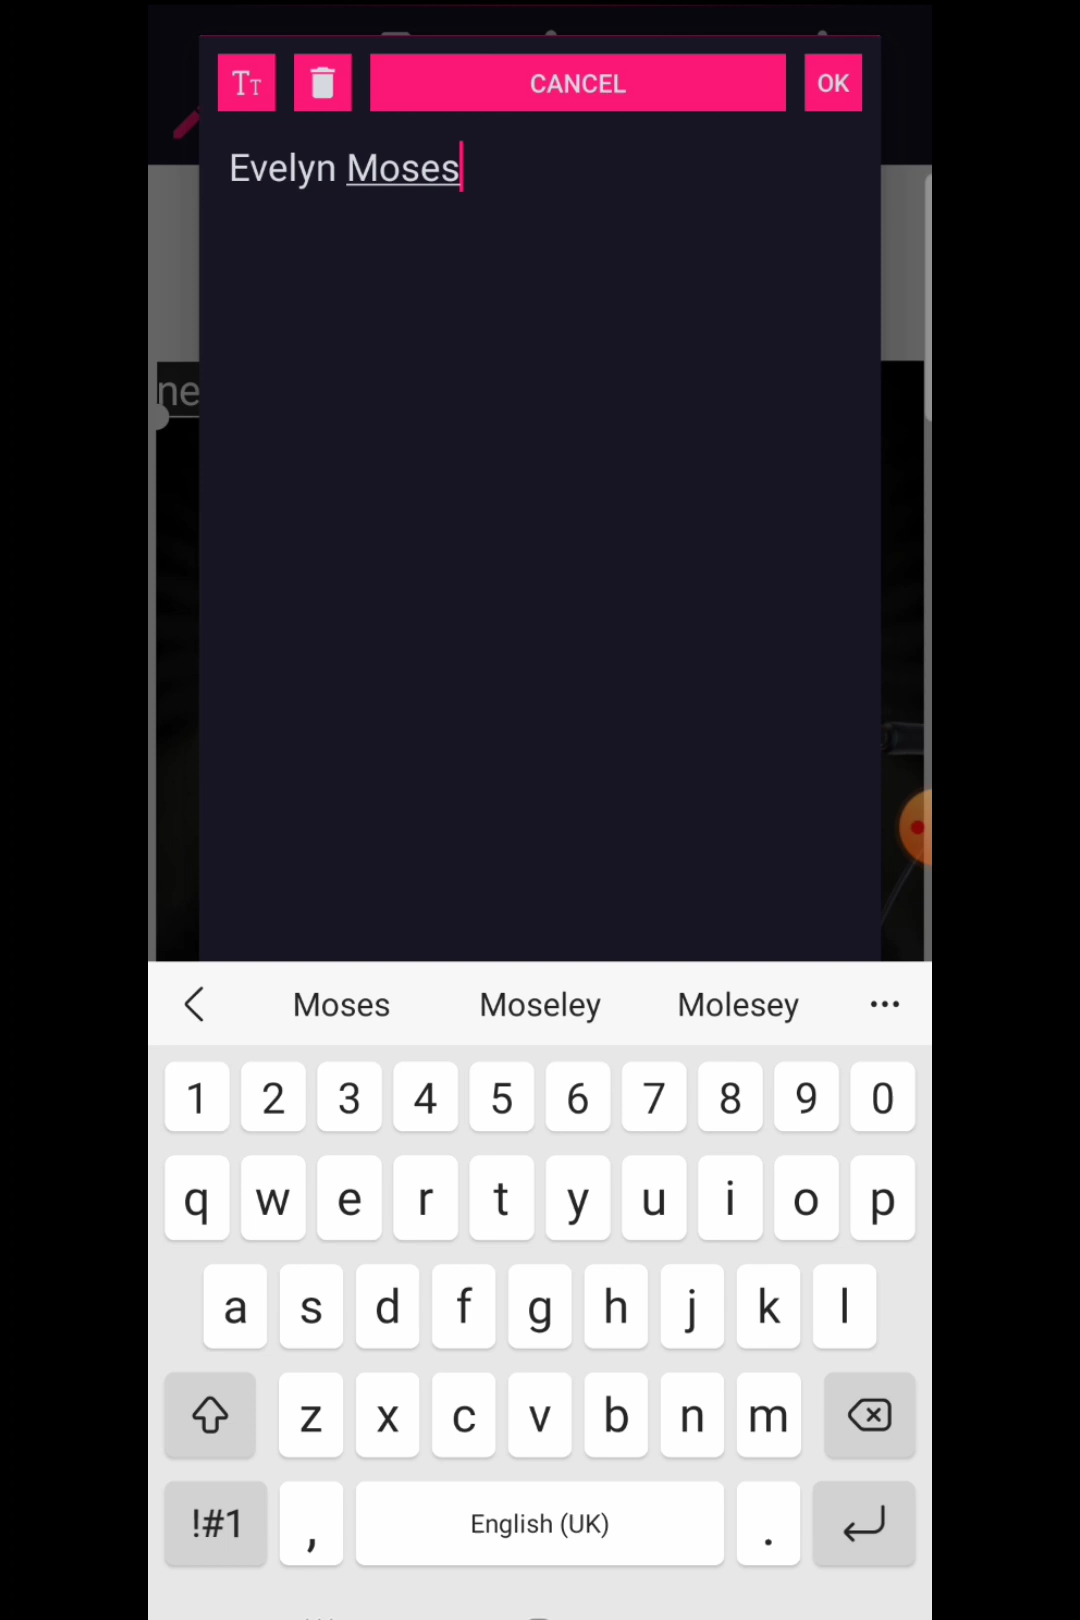 Tт CANCEL OK
Evelyn Moses
ne
Moses Moseley Molesey ...
1 2 3 4 5 6 7 8 9 0
q w e r t y u i o p
a s d f g h j k l
z x c v b n m
!#1 , English (UK) .